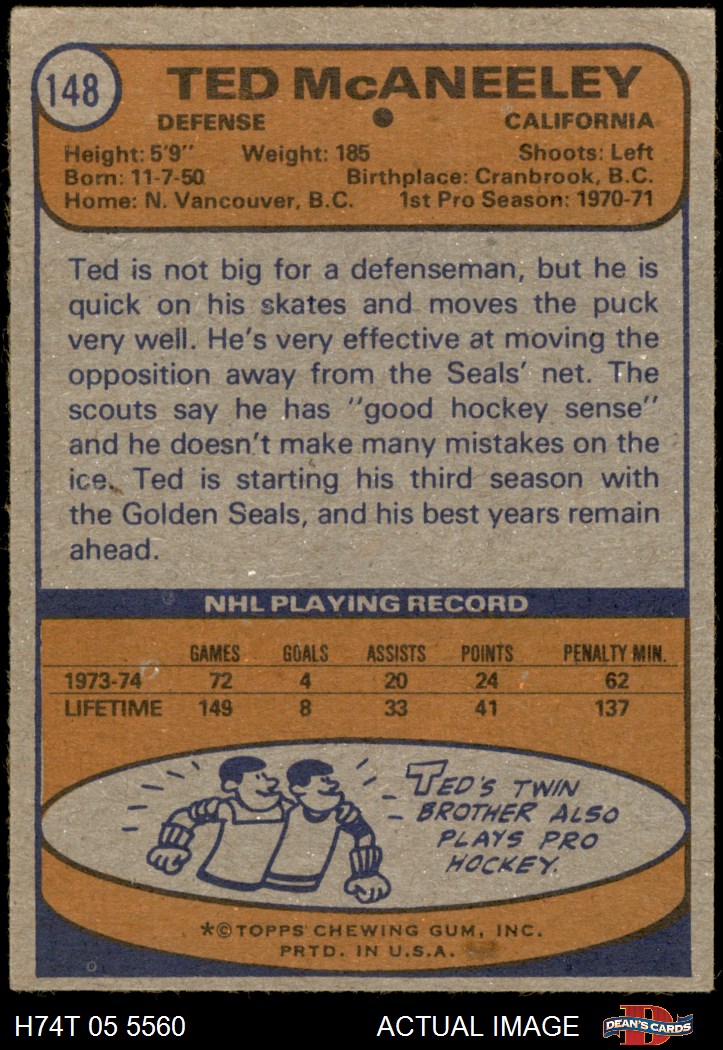 148
TED McANEELEY
DEFENSE CALIFORNIA
Height: 5'9" Weight: 185 Shoots: Left
Born: 11-7-50 Birthplace: Cranbrook, B.C.
Home: N. Vancouver, B.C. 1st Pro Season: 1970-71
Ted is not big for a defenseman, but he is
quick on his skates and moves the puck
very well. He's very effective at moving the
opposition away from the Seals' net. The
scouts say he has "good hockey sense"
and he doesn't make many mistakes on the
ice. Ted is starting his third season with
the Golden Seals, and his best years remain
ahead.
NHL PLAYING RECORD
GAMES GOALS ASSISTS POINTS PENALTY MIN.
1973-74 72 4 20 24 62
LIFETIME 149 8 33 41 137
TED'S TWIN
BROTHER ALSO
PLAYS PRO
HOCKEY.
*©TOPPS CHEWING GUM, INC.
PRTD. IN U.S.A.
H74T 05 5560 ACTUAL IMAGE D DEAN'S CARDS